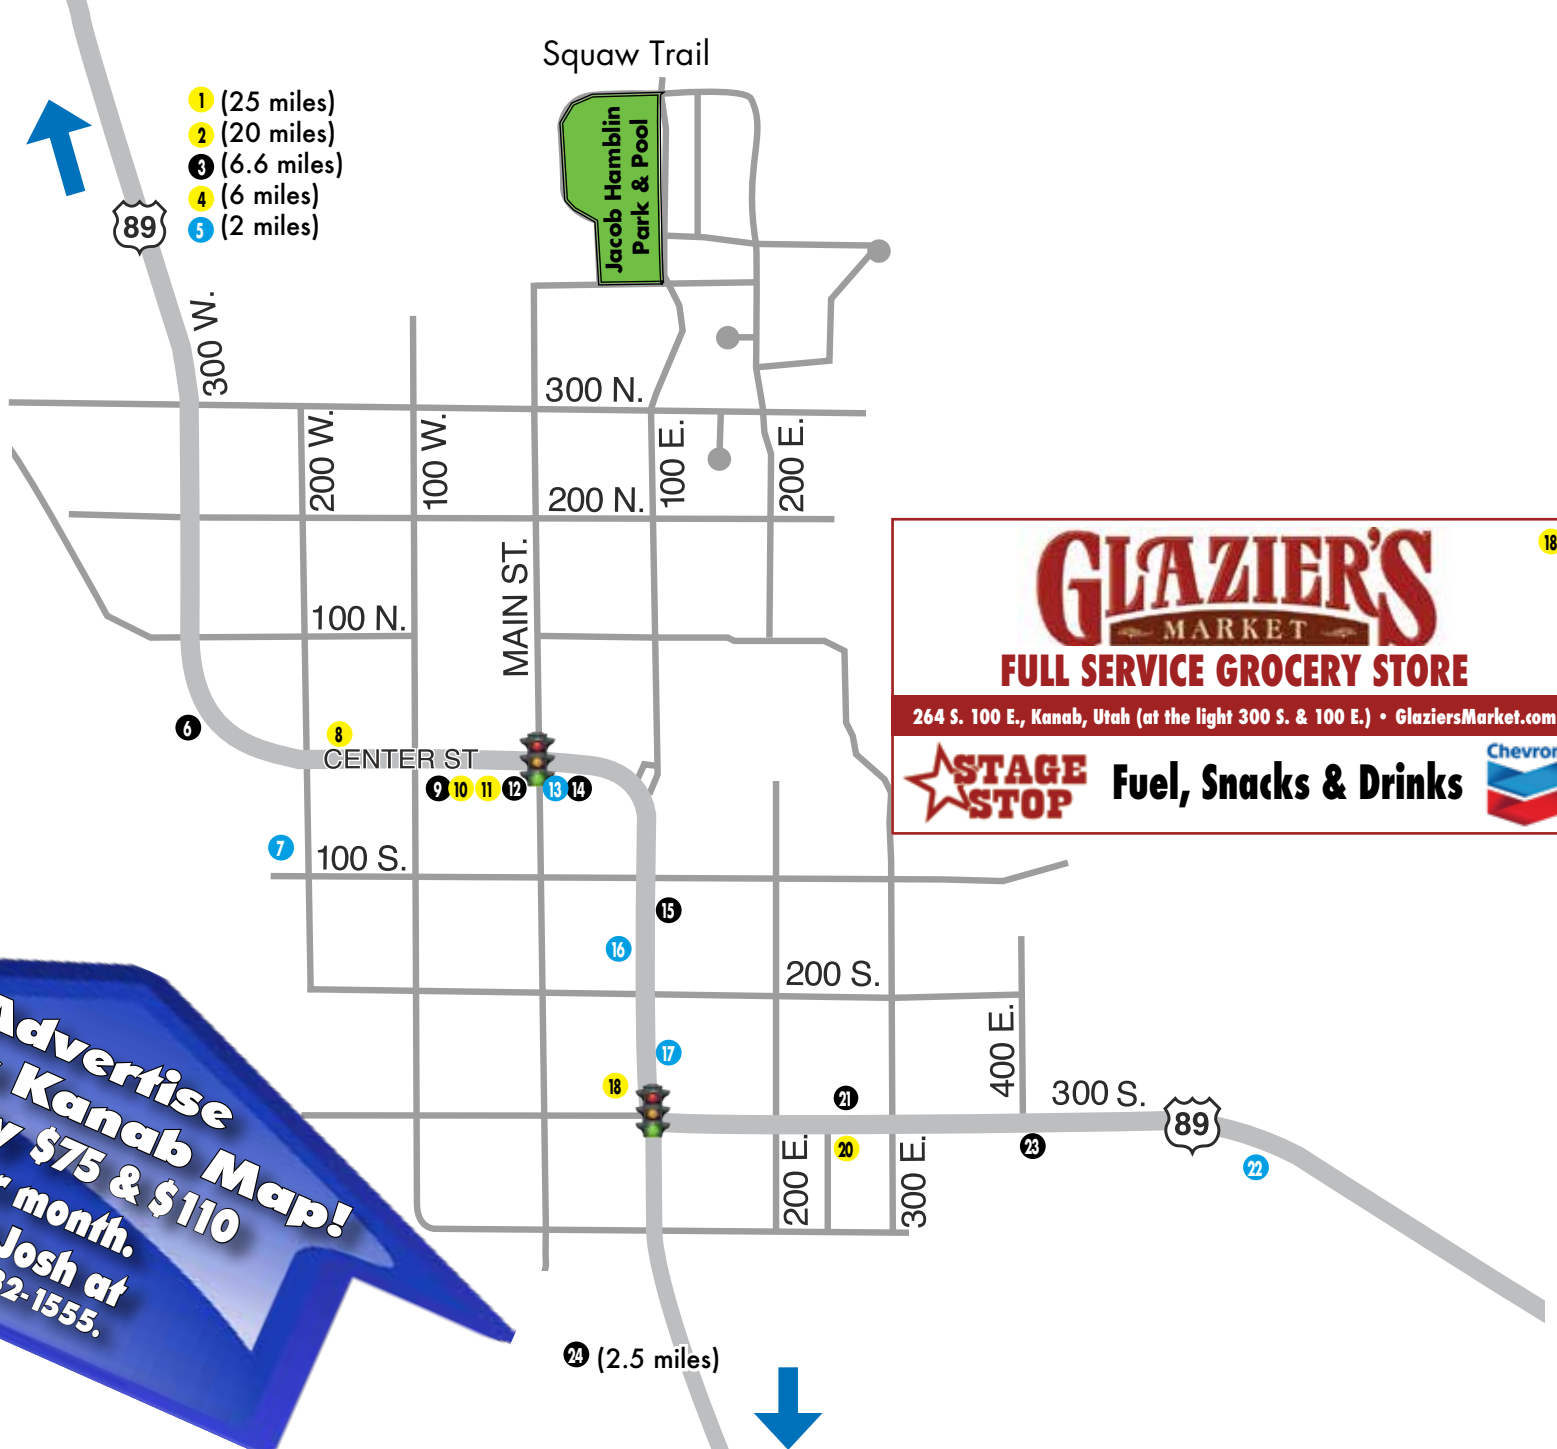 Squaw Trail
1 (25 miles)
2 (20 miles)
3 (6.6 miles)
4 (6 miles)
5 (2 miles)
89
Jacob Hamblin
Park & Pool
300 W.
300 N.
200 W.
100 W.
100 E.
200 E.
200 N.
MAIN ST.
100 N.
6
8
CENTER ST
9 10 11 12 13 14
7
100 S.
15
16
200 S.
17
18
400 E.
21
300 S.
89
20
23
22
200 E.
300 E.
24 (2.5 miles)
18
GLAZIER'S
MARKET
FULL SERVICE GROCERY STORE
264 S. 100 E., Kanab, Utah (at the light 300 S. & 100 E.) • GlaziersMarket.com
STAGE
STOP
Fuel, Snacks & Drinks
Chevron
Advertise
Kanab Map!
$75 & $110
month.
Josh at
2-1555.